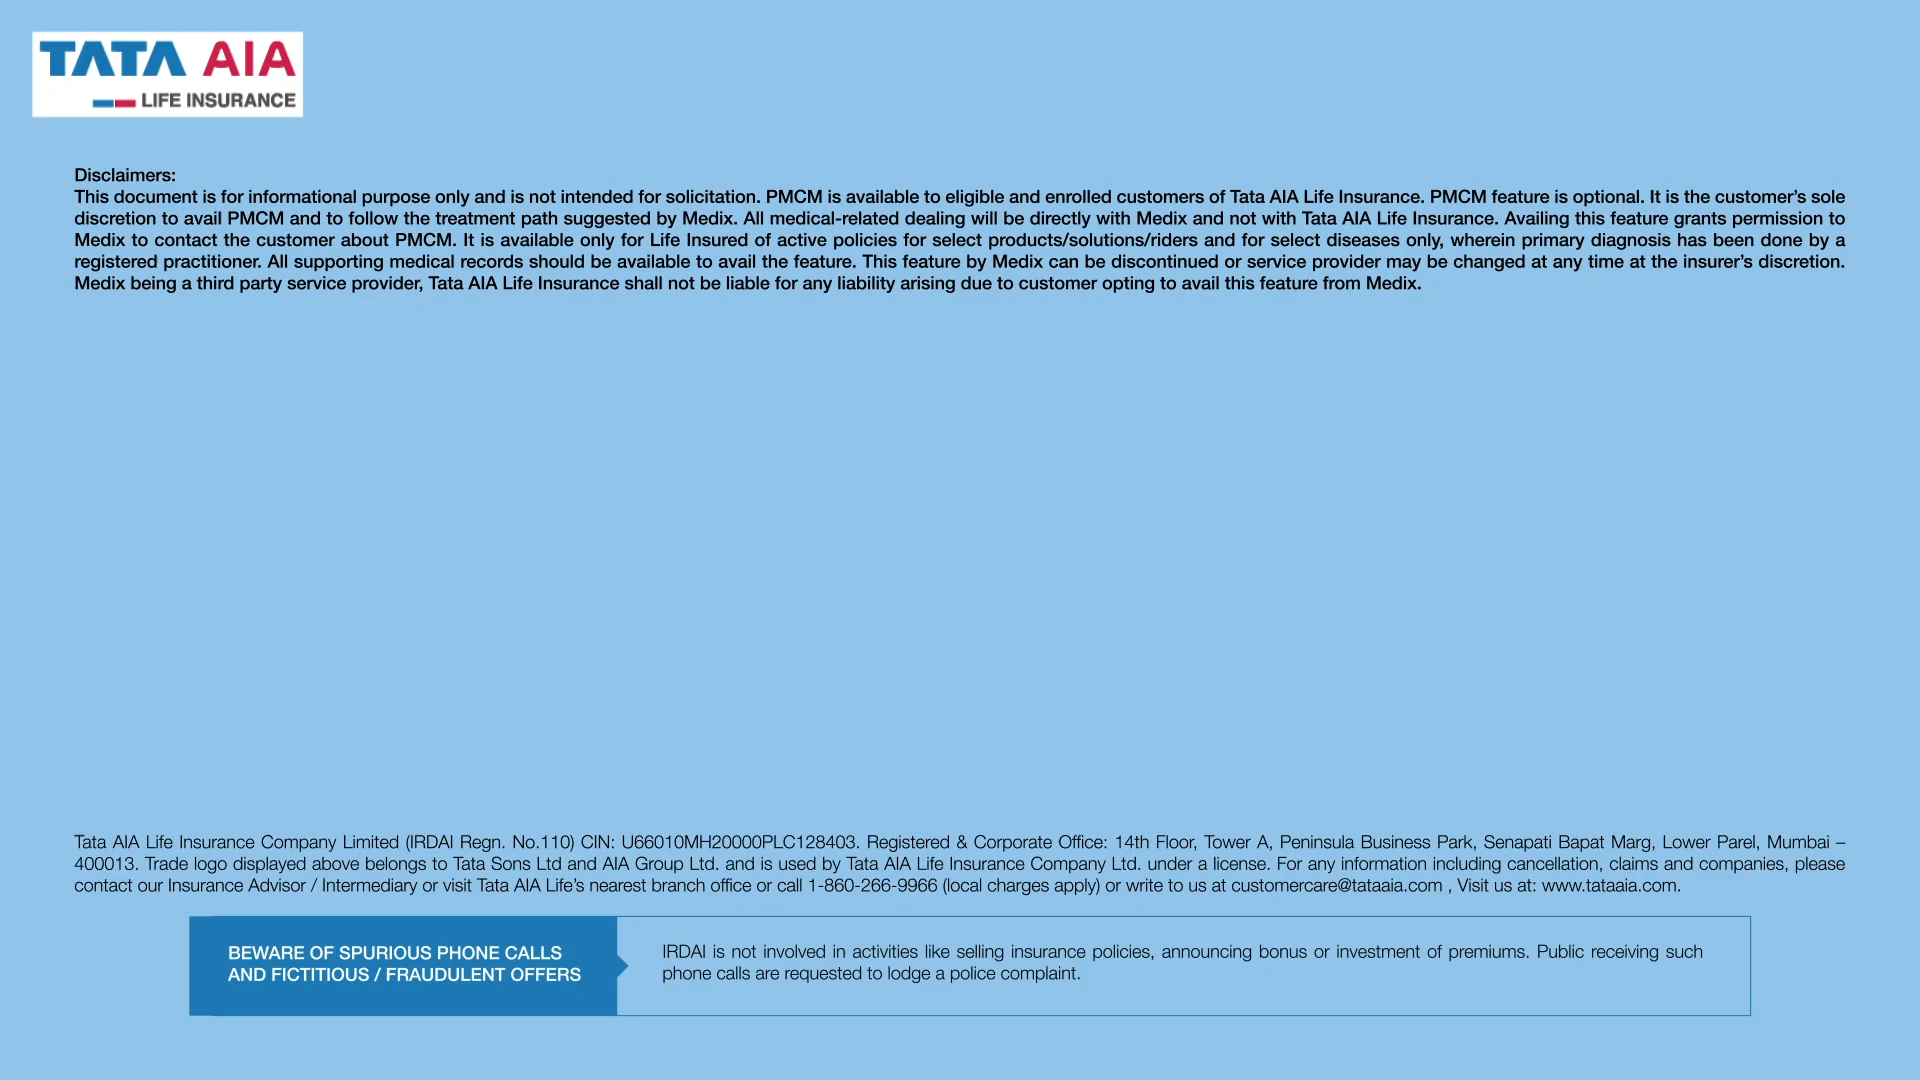 TATA AIA
LIFE INSURANCE
Disclaimers:
This document is for informational purpose only and is not intended for solicitation. PMCM is available to eligible and enrolled customers of Tata AIA Life Insurance. PMCM feature is optional. It is the customer’s sole
discretion to avail PMCM and to follow the treatment path suggested by Medix. All medical-related dealing will be directly with Medix and not with Tata AIA Life Insurance. Availing this feature grants permission to
Medix to contact the customer about PMCM. It is available only for Life Insured of active policies for select products/solutions/riders and for select diseases only, wherein primary diagnosis has been done by a
registered practitioner. All supporting medical records should be available to avail the feature. This feature by Medix can be discontinued or service provider may be changed at any time at the insurer’s discretion.
Medix being a third party service provider, Tata AIA Life Insurance shall not be liable for any liability arising due to customer opting to avail this feature from Medix.
Tata AIA Life Insurance Company Limited (IRDAI Regn. No.110) CIN: U66010MH20000PLC128403. Registered & Corporate Office: 14th Floor, Tower A, Peninsula Business Park, Senapati Bapat Marg, Lower Parel, Mumbai –
400013. Trade logo displayed above belongs to Tata Sons Ltd and AIA Group Ltd. and is used by Tata AIA Life Insurance Company Ltd. under a license. For any information including cancellation, claims and companies, please
contact our Insurance Advisor / Intermediary or visit Tata AIA Life’s nearest branch office or call 1-860-266-9966 (local charges apply) or write to us at customercare@tataaia.com , Visit us at: www.tataaia.com.
BEWARE OF SPURIOUS PHONE CALLS
AND FICTITIOUS / FRAUDULENT OFFERS
IRDAI is not involved in activities like selling insurance policies, announcing bonus or investment of premiums. Public receiving such
phone calls are requested to lodge a police complaint.